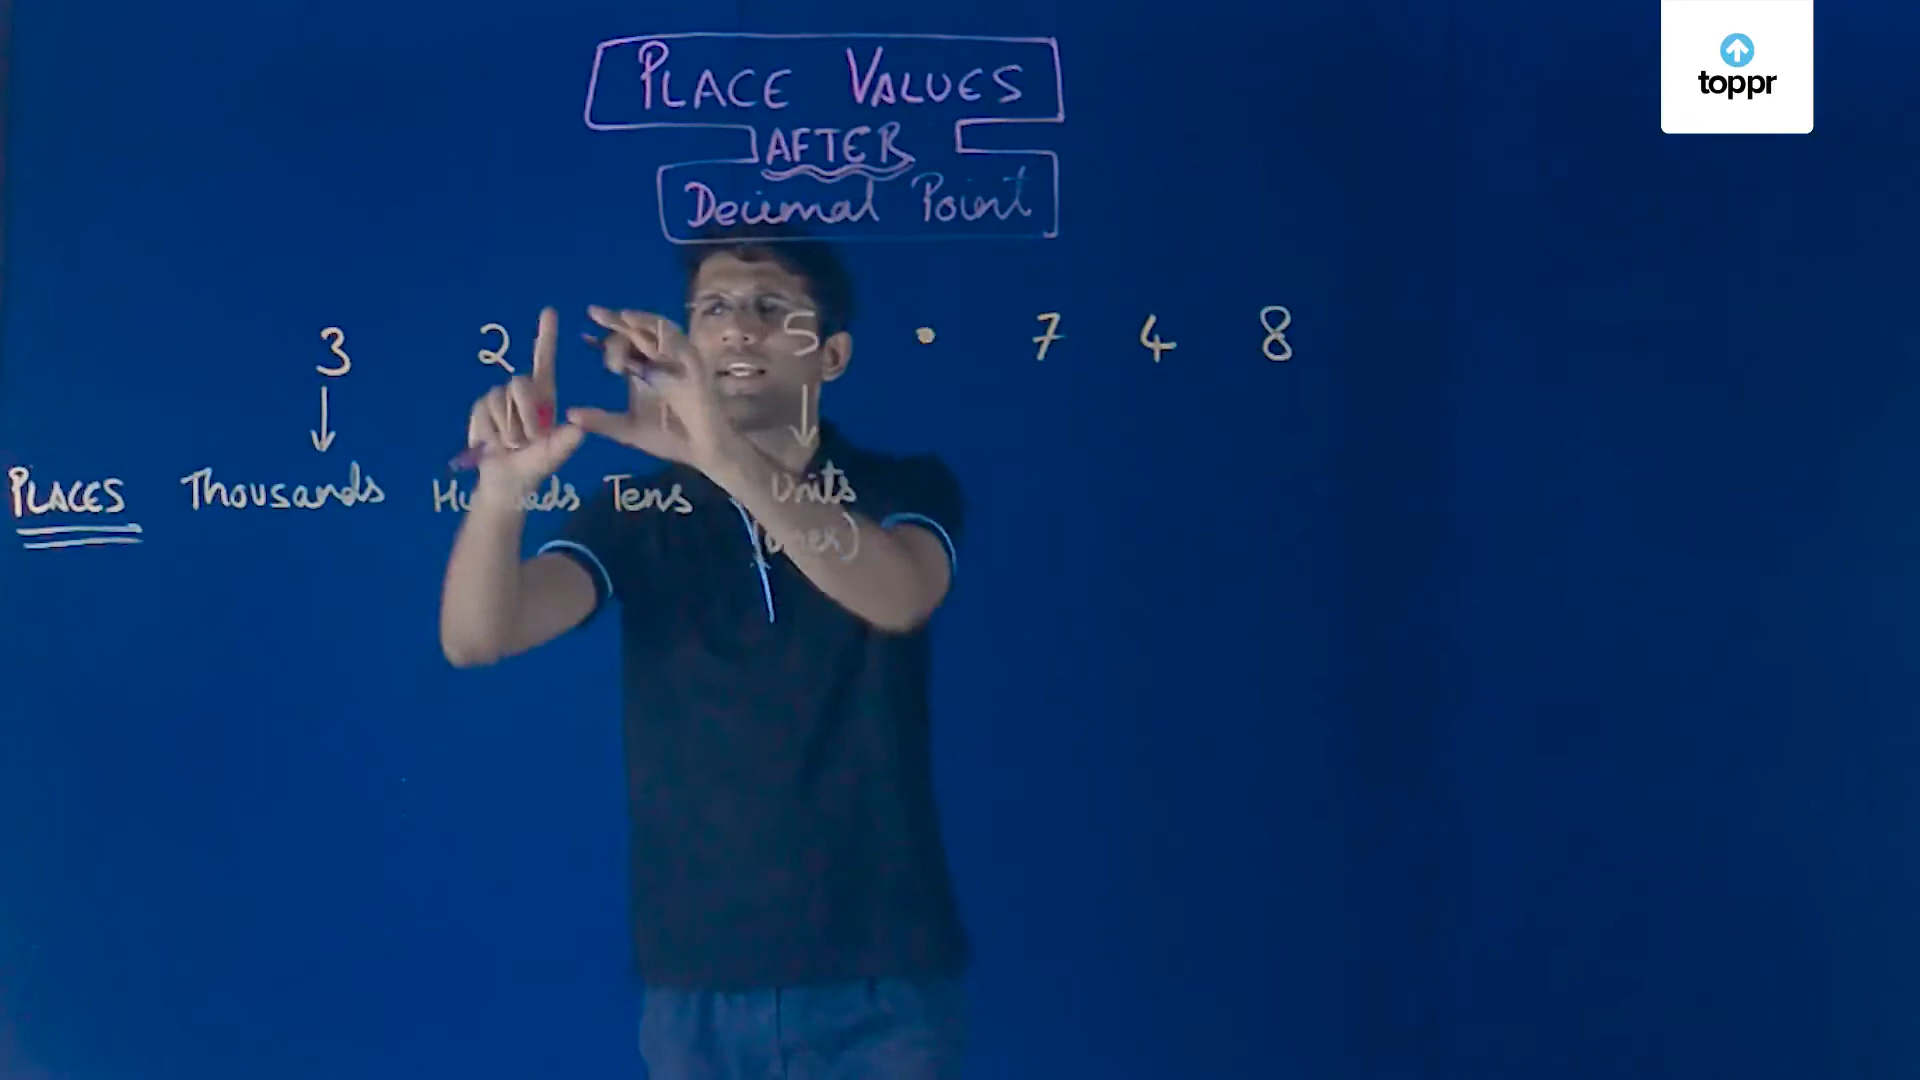 toppr
PLACE VALUES
AFTER
Decimal Point
3 2 1 5 . 7 4 8
PLACES Thousands Tens Units